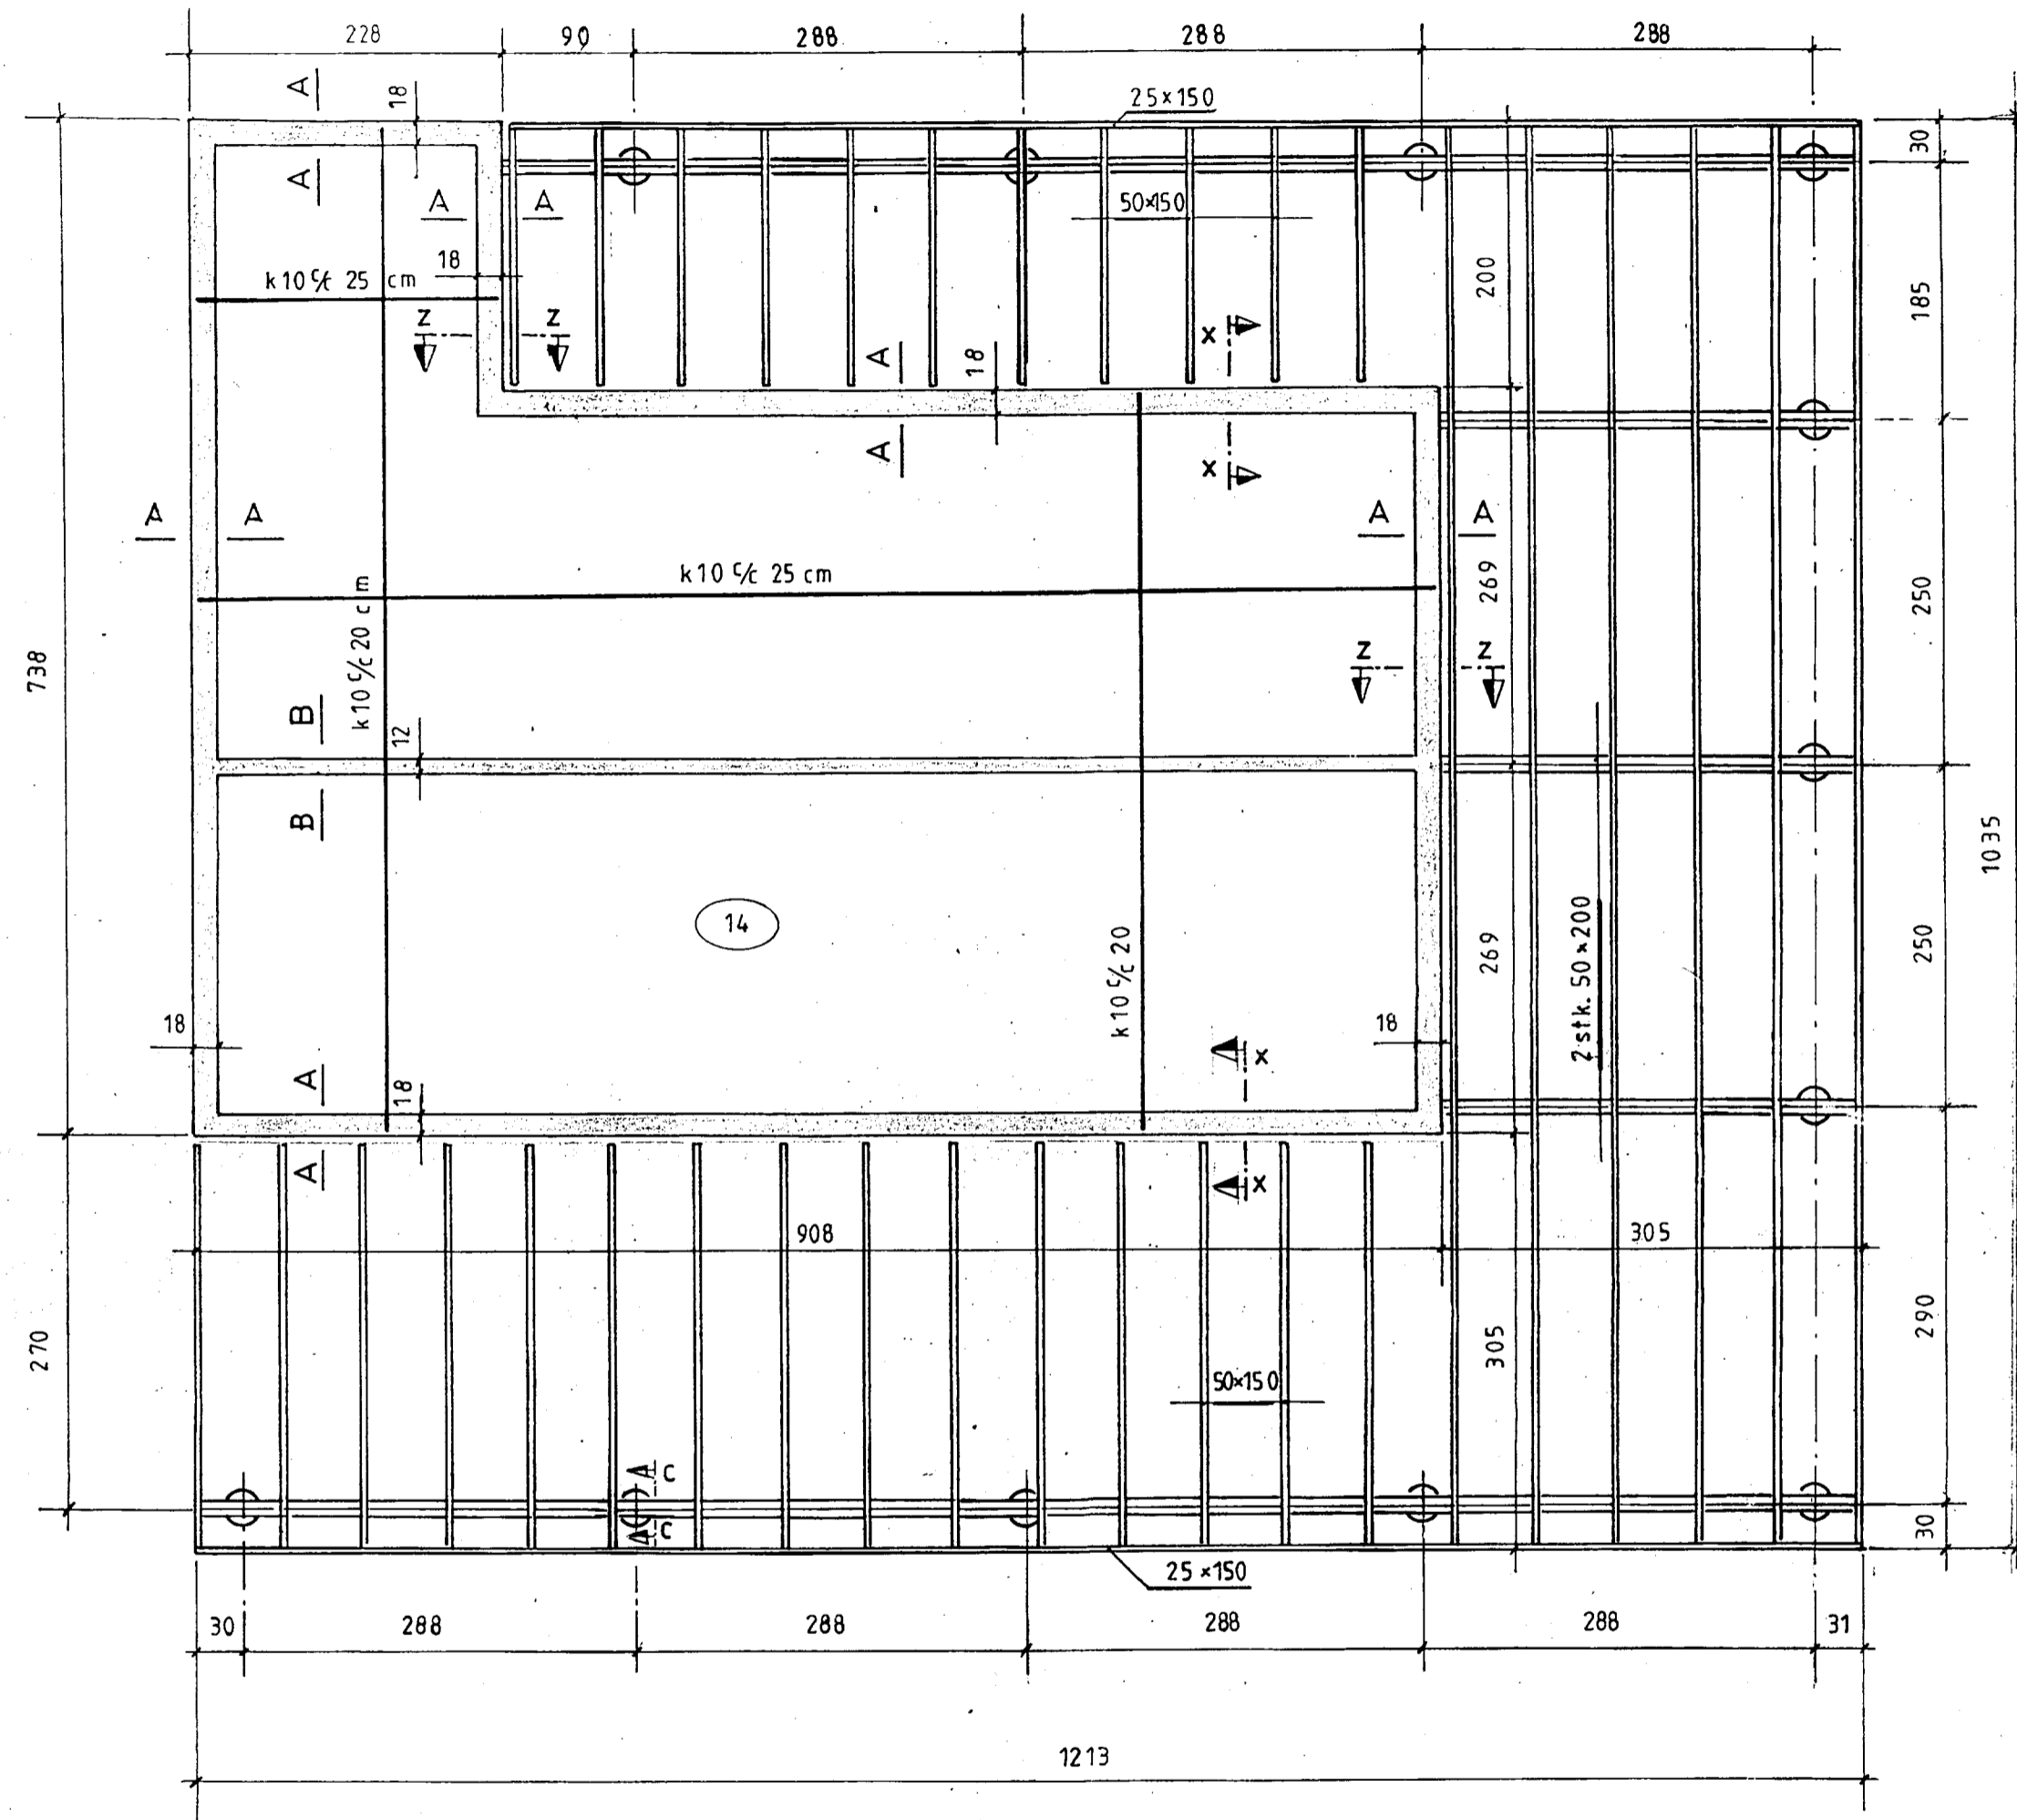 228 90 288 288 288
25×150
A 18
30
A
A A
50×150
18
200
k10 c/c 25 cm
185
Z Z
x
A 18
A
x
A A
A A
k10 c/c 25 cm
269
250
k10 c/c 20 cm
738
Z Z
B 12
B
1035
14
k10 c/c 20
269
2 stk. 50×200
250
18 18
x
A 18
A
x
908 305
270
305
290
50×150
C
C
30
25×150
30 288 288 288 288 31
1213